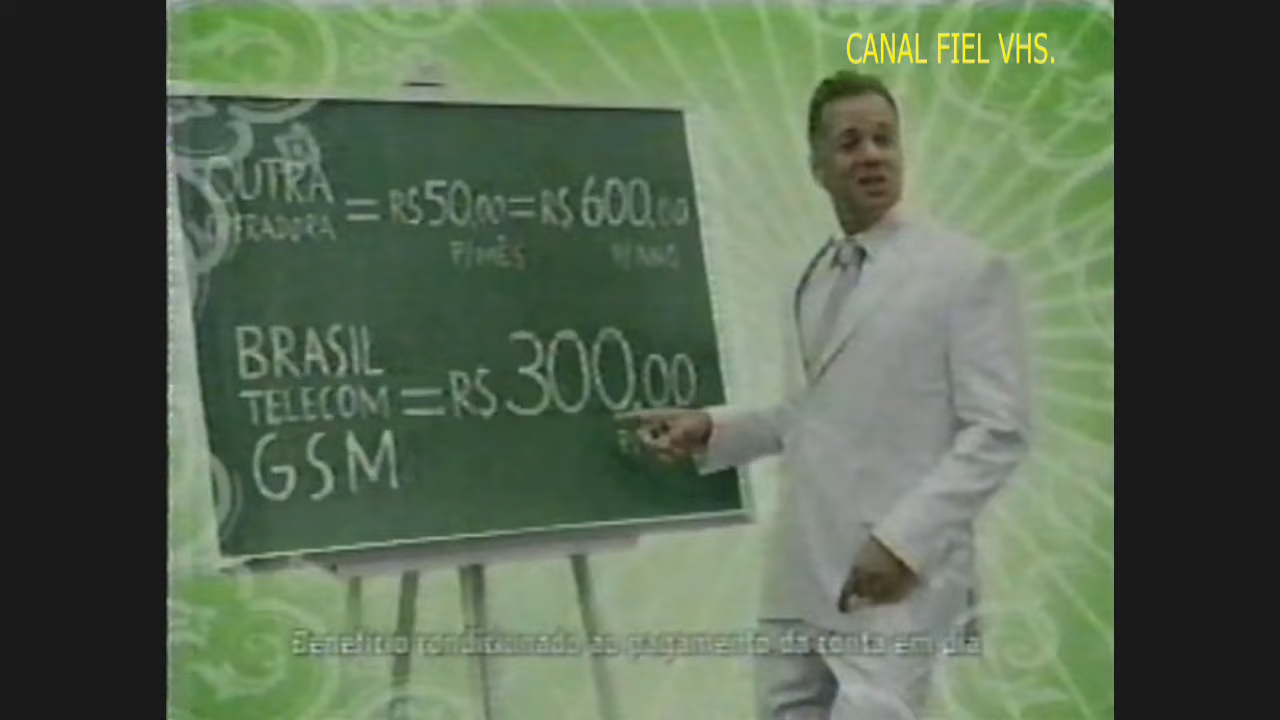 CANAL FIEL VHS.
OUTRA
OPERADORA
= R$50,00 = R$ 600,00
P/MÊS P/ANO
BRASIL
TELECOM
GSM
= R$ 300,00
Benefício condicionado ao pagamento da conta em dia